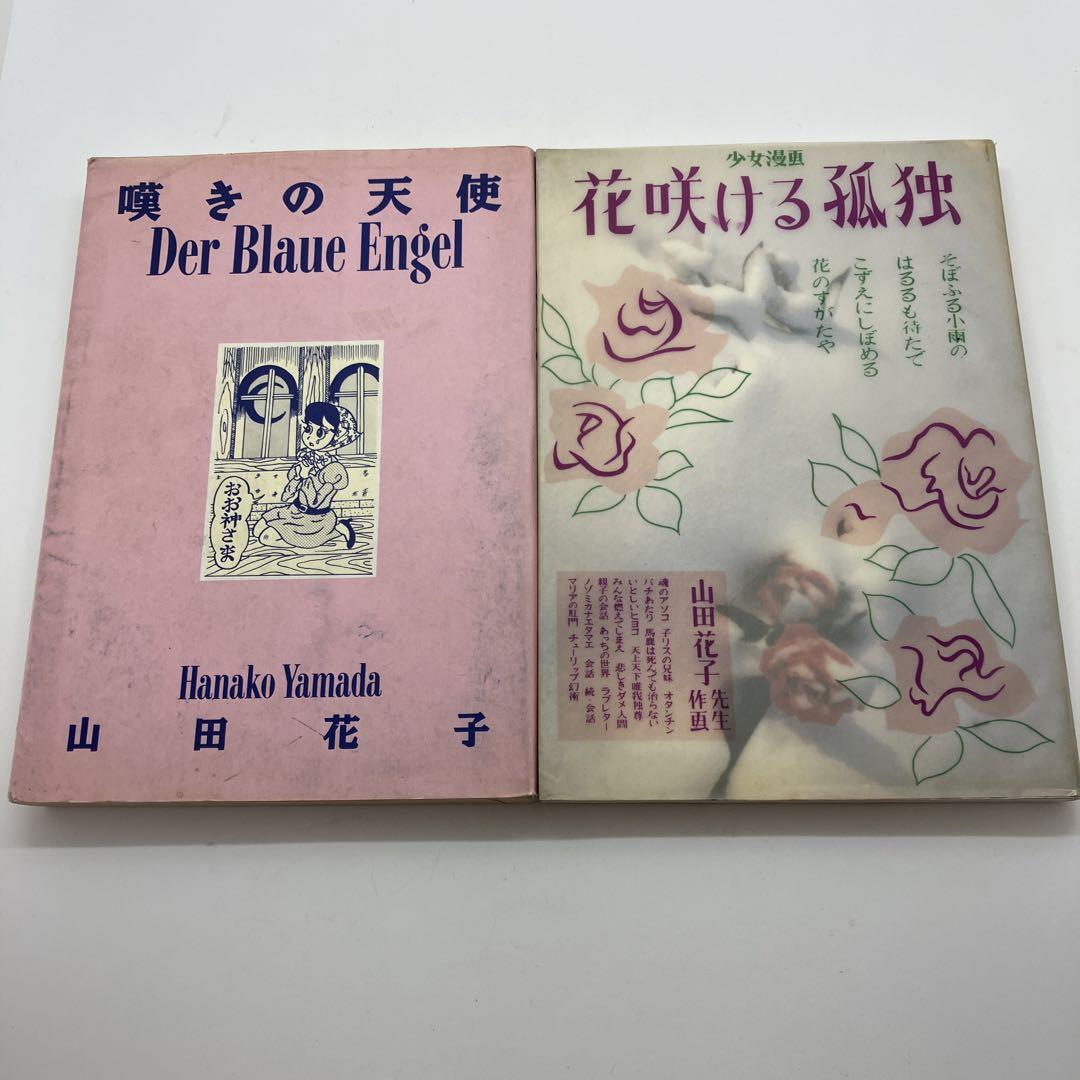 嘆きの天使
Der Blaue Engel
おお神さま
Hanako Yamada
山田花子
少女漫画
花咲ける孤独
そぼふる小雨の
はるるも待たで
こずえにしぼめる
花のすがたや
山田花子先生作画
魂のアソコ 子リスの兄妹 オタンチン
バチあたり 馬鹿は死んでも治らない
いとしいヒヨコ 天上天下唯我独尊
みんな燃えてしまえ 悲しきダメ人間
親子の会話 あっちの世界 ラブレター
ノゾミカナエタマエ 会話 続・会話
マリアの肛門 チューリップ幻術